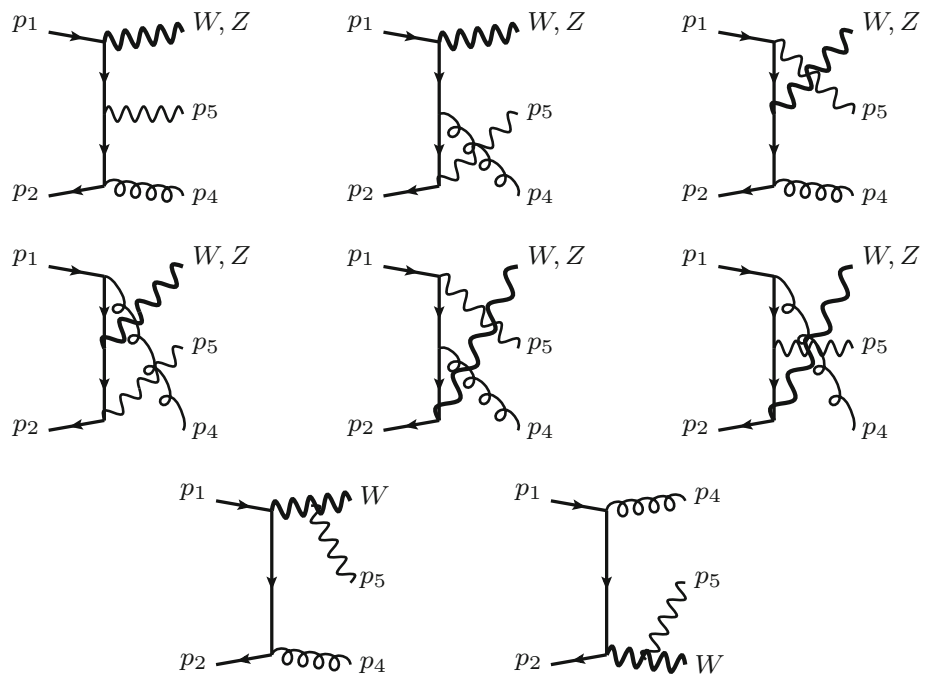 p1 W, Z p1 W, Z p1 W, Z
p5 p5 p5
p2 p4 p2 p4 p2 p4
p1 W, Z p1 W, Z p1 W, Z
p5 p5 p5
p2 p4 p2 p4 p2 p4
p1 W p1 p4
p5 p5
p2 p4 p2 W